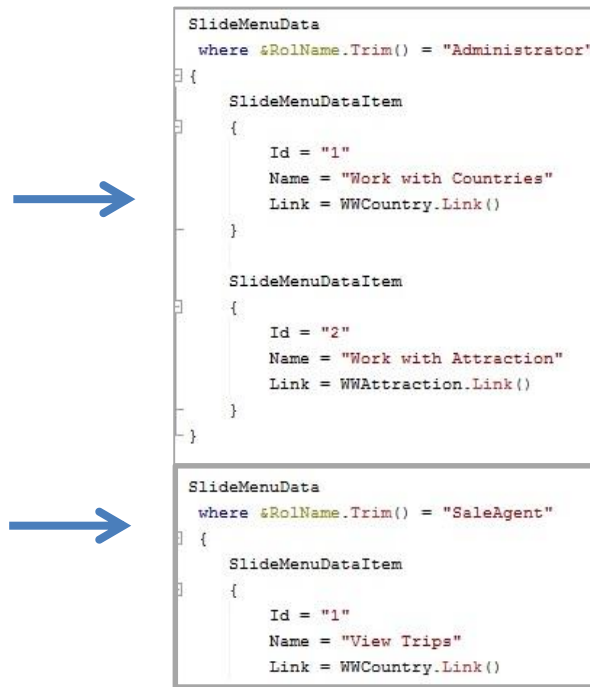 SlideMenuData
where &RolName.Trim() = "Administrator"
{
SlideMenuDataItem
{
Id = "1"
Name = "Work with Countries"
Link = WWCountry.Link()
}
SlideMenuDataItem
{
Id = "2"
Name = "Work with Attraction"
Link = WWAttraction.Link()
}
}
SlideMenuData
where &RolName.Trim() = "SaleAgent"
{
SlideMenuDataItem
{
Id = "1"
Name = "View Trips"
Link = WWCountry.Link()